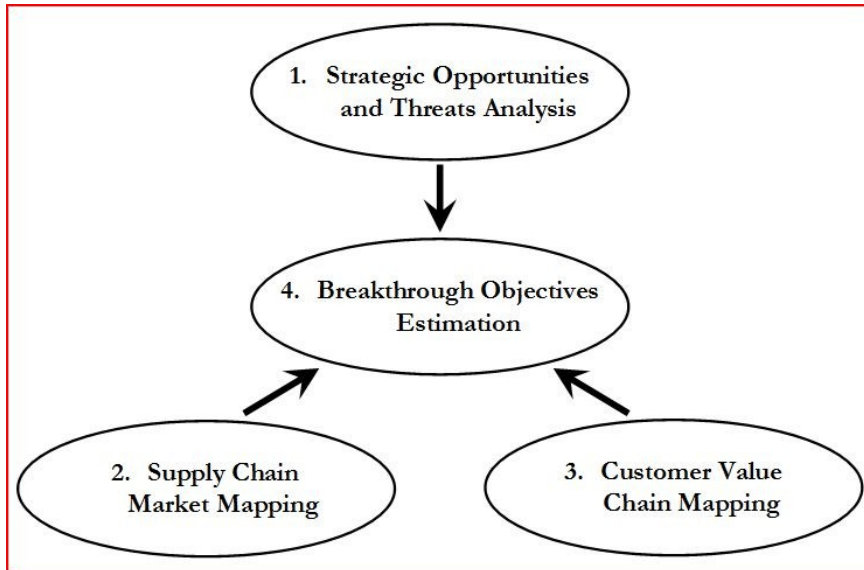 1. Strategic Opportunities
and Threats Analysis
4. Breakthrough Objectives
Estimation
2. Supply Chain
Market Mapping
3. Customer Value
Chain Mapping